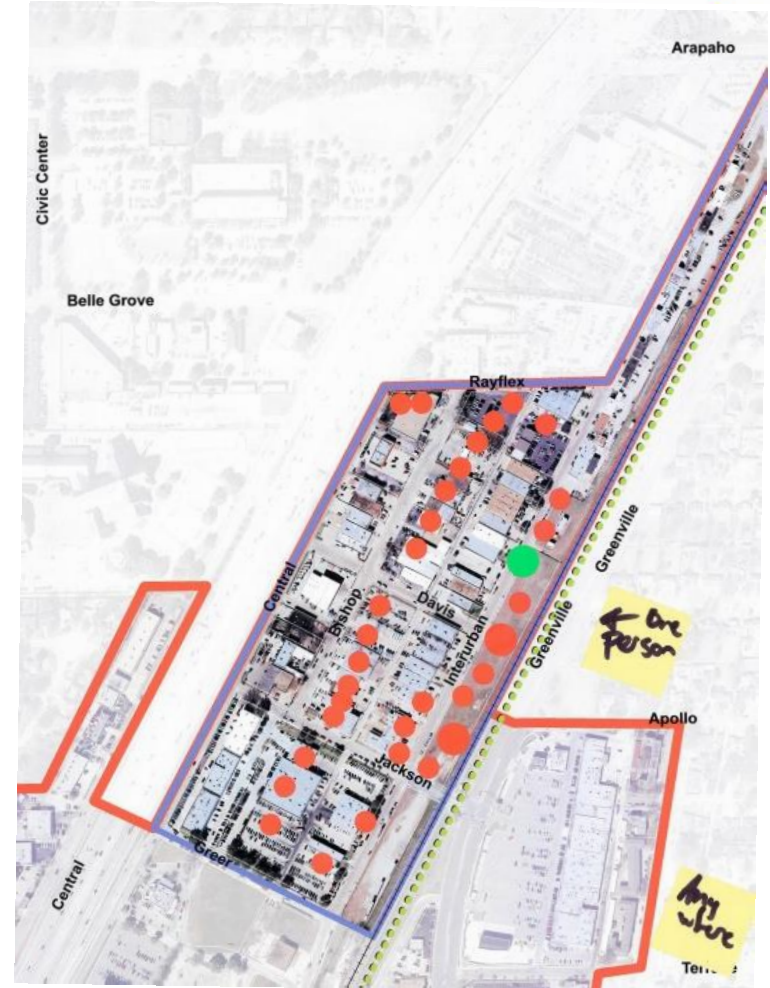 Arapaho
Civic Center
Belle Grove
Rayflex
Greenville
Central
Bishop
Davis
Interurban
Greenville
← One
Person
Apollo
Jackson
Greer
Central
Any
where